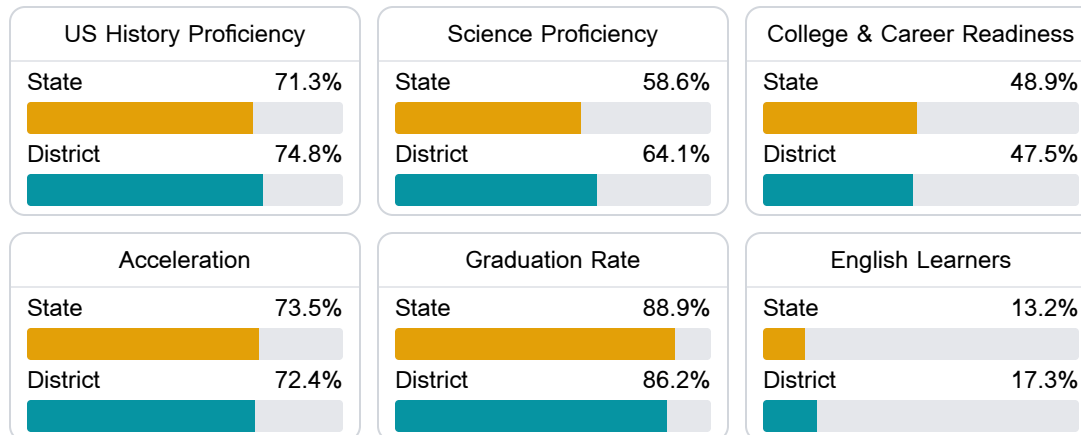 US History Proficiency
State 71.3%
District 74.8%
Science Proficiency
State 58.6%
District 64.1%
College & Career Readiness
State 48.9%
District 47.5%
Acceleration
State 73.5%
District 72.4%
Graduation Rate
State 88.9%
District 86.2%
English Learners
State 13.2%
District 17.3%